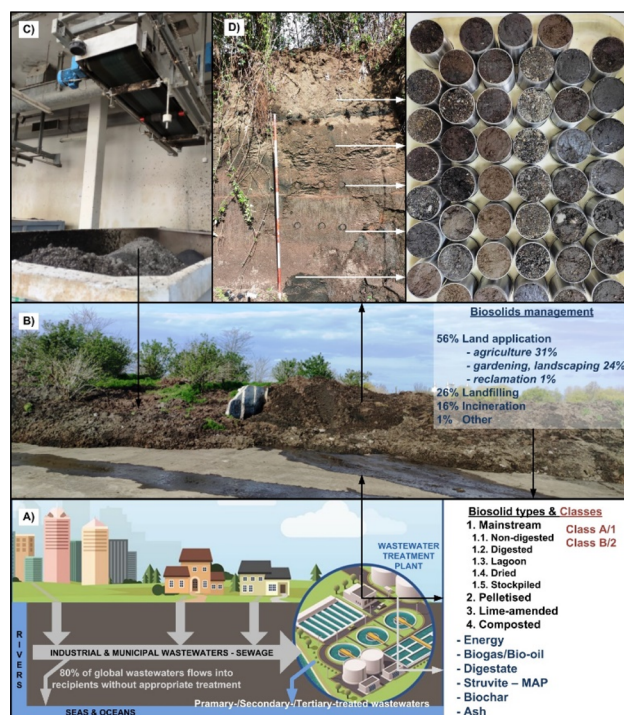 C)
D)
B)
Biosolids management
56% Land application
- agriculture 31%
- gardening, landscaping 24%
- reclamation 1%
26% Landfilling
16% Incineration
1% Other
A)
WASTEWATER
TREATMENT
PLANT
RIVERS
INDUSTRIAL & MUNICIPAL WASTEWATERS - SEWAGE
80% of global wastewaters flows into
recipients without appropriate treatment
Pramary-/Secondary-/Tertiary-treated wastewaters
SEAS & OCEANS
Biosolid types & Classes
1. Mainstream
1.1. Non-digested
1.2. Digested
1.3. Lagoon
1.4. Dried
1.5. Stockpiled
2. Pelletised
3. Lime-amended
4. Composted
Class A/1
Class B/2
- Energy
- Biogas/Bio-oil
- Digestate
- Struvite – MAP
- Biochar
- Ash